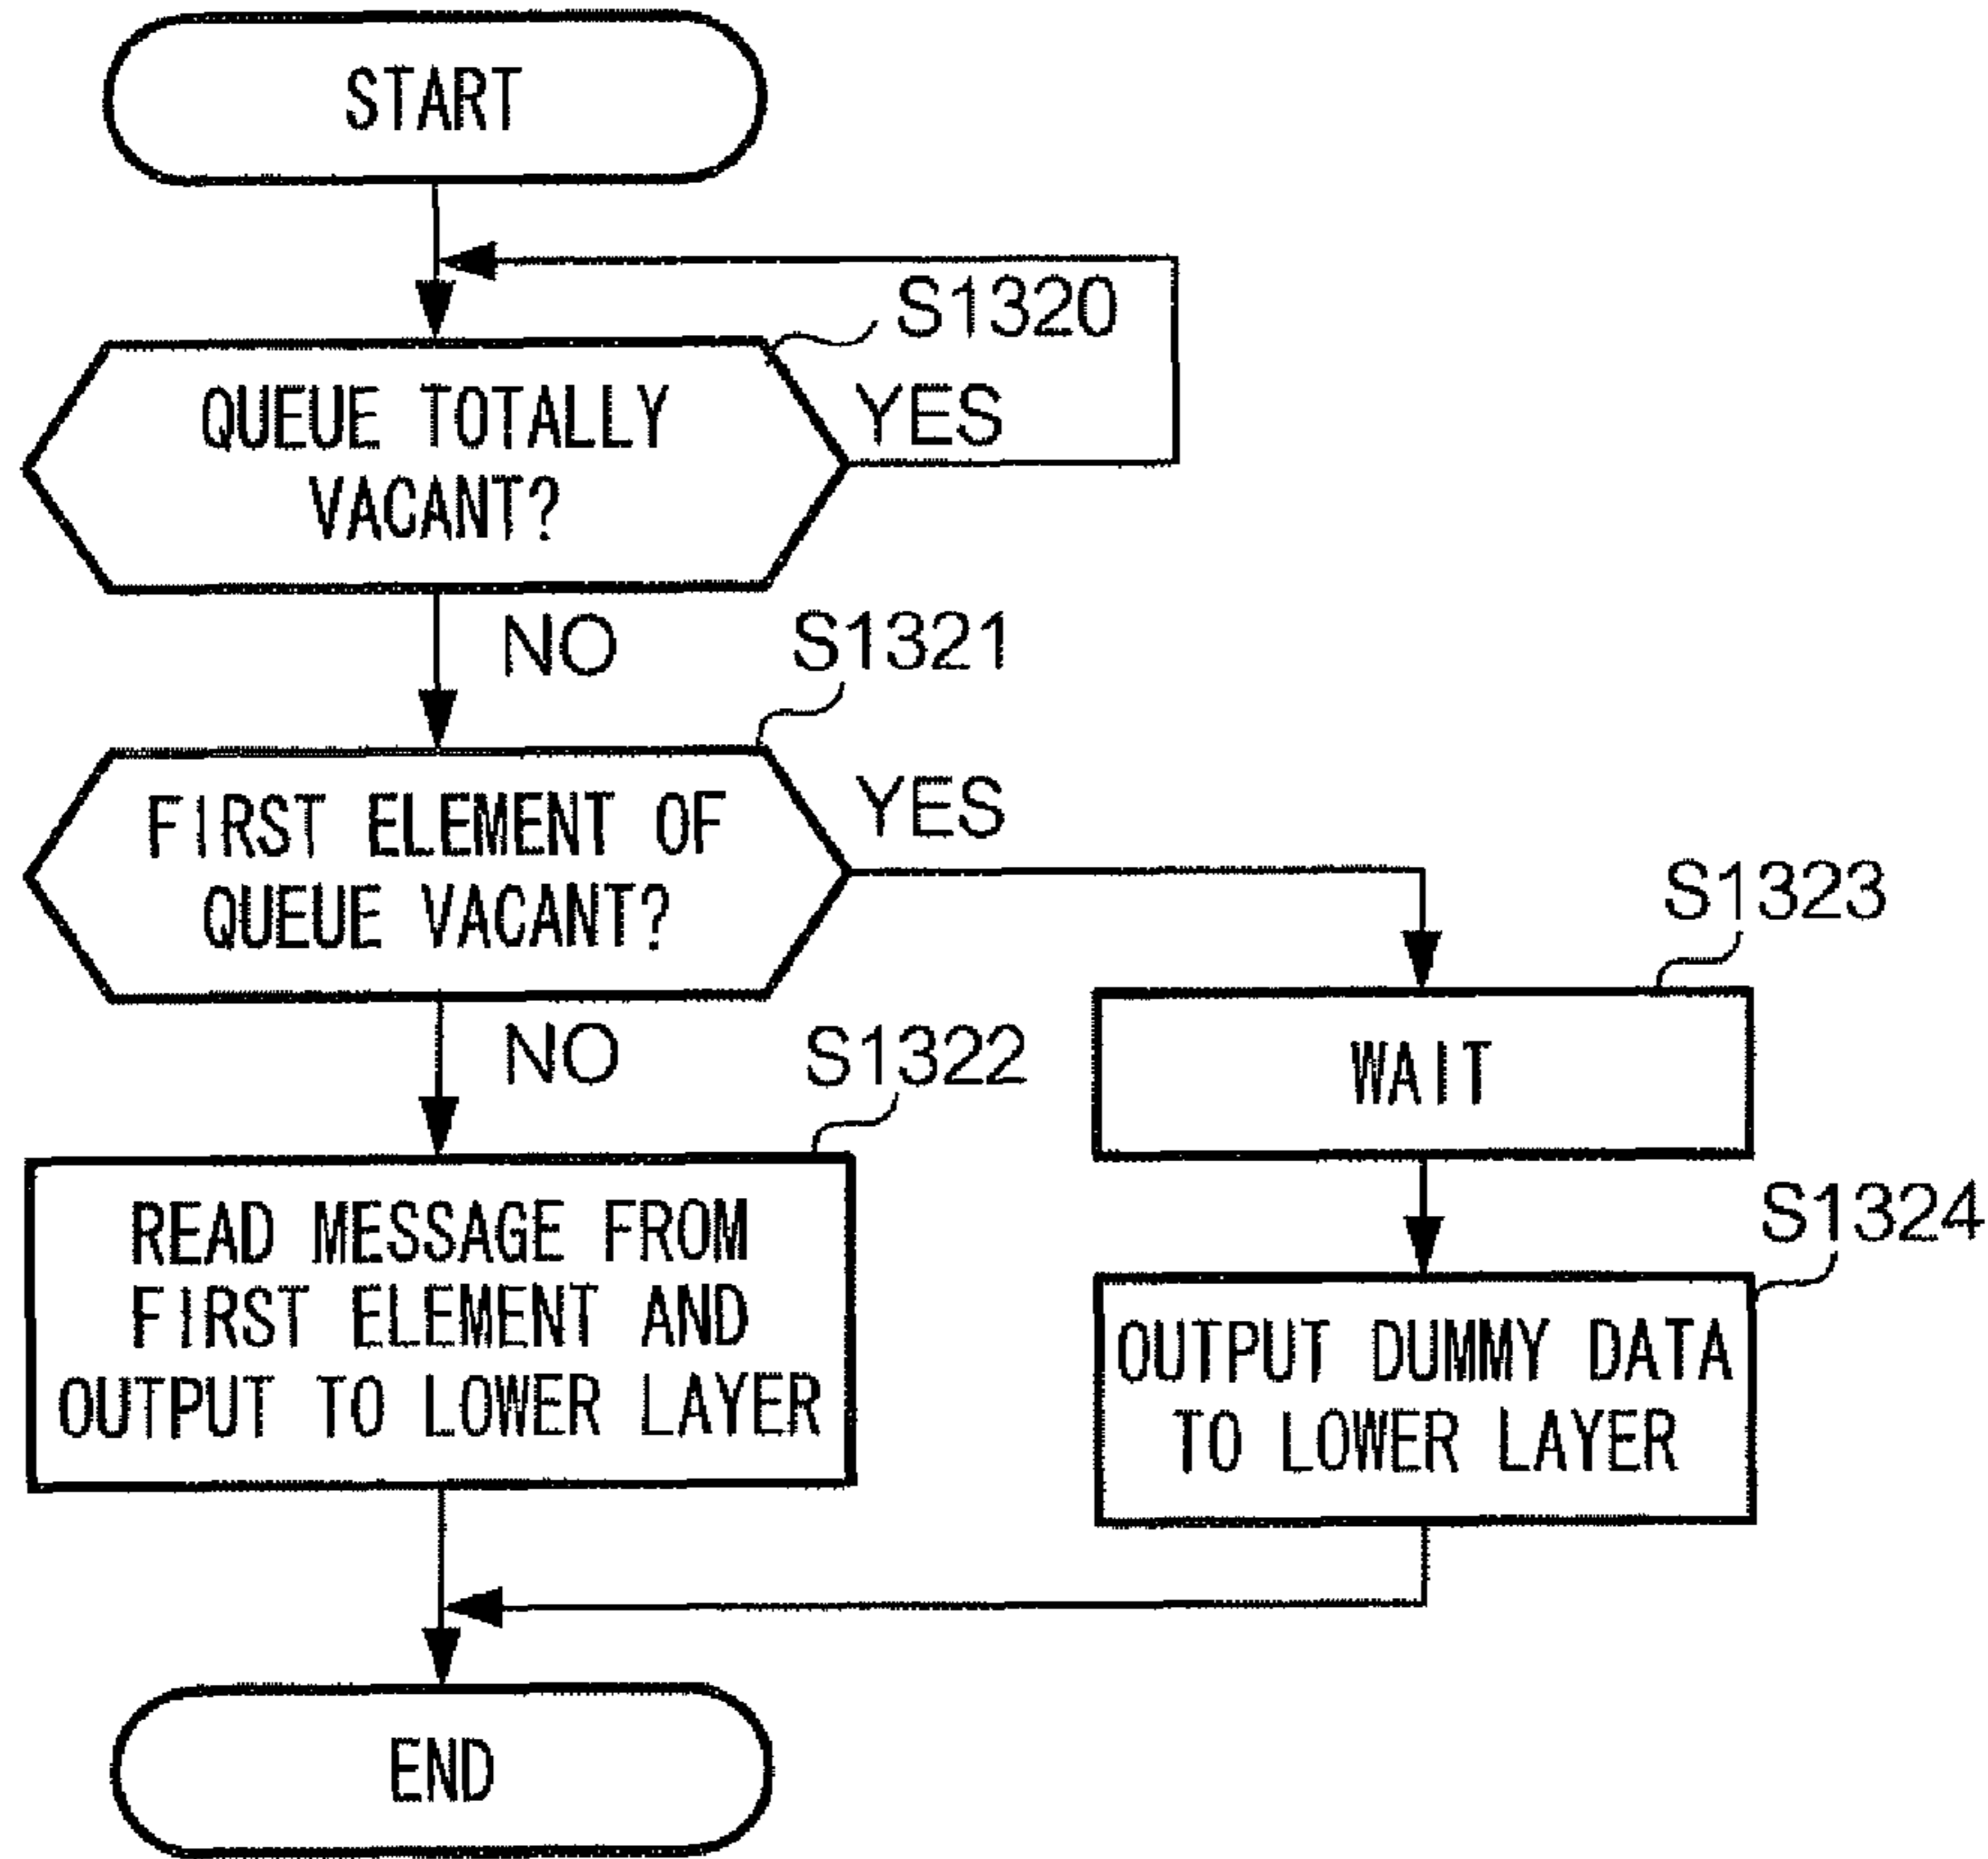 START
S1320
QUEUE TOTALLY
VACANT?
YES
NO
S1321
FIRST ELEMENT OF
QUEUE VACANT?
YES
S1323
WAIT
NO
S1322
READ MESSAGE FROM
FIRST ELEMENT AND
OUTPUT TO LOWER LAYER
S1324
OUTPUT DUMMY DATA
TO LOWER LAYER
END